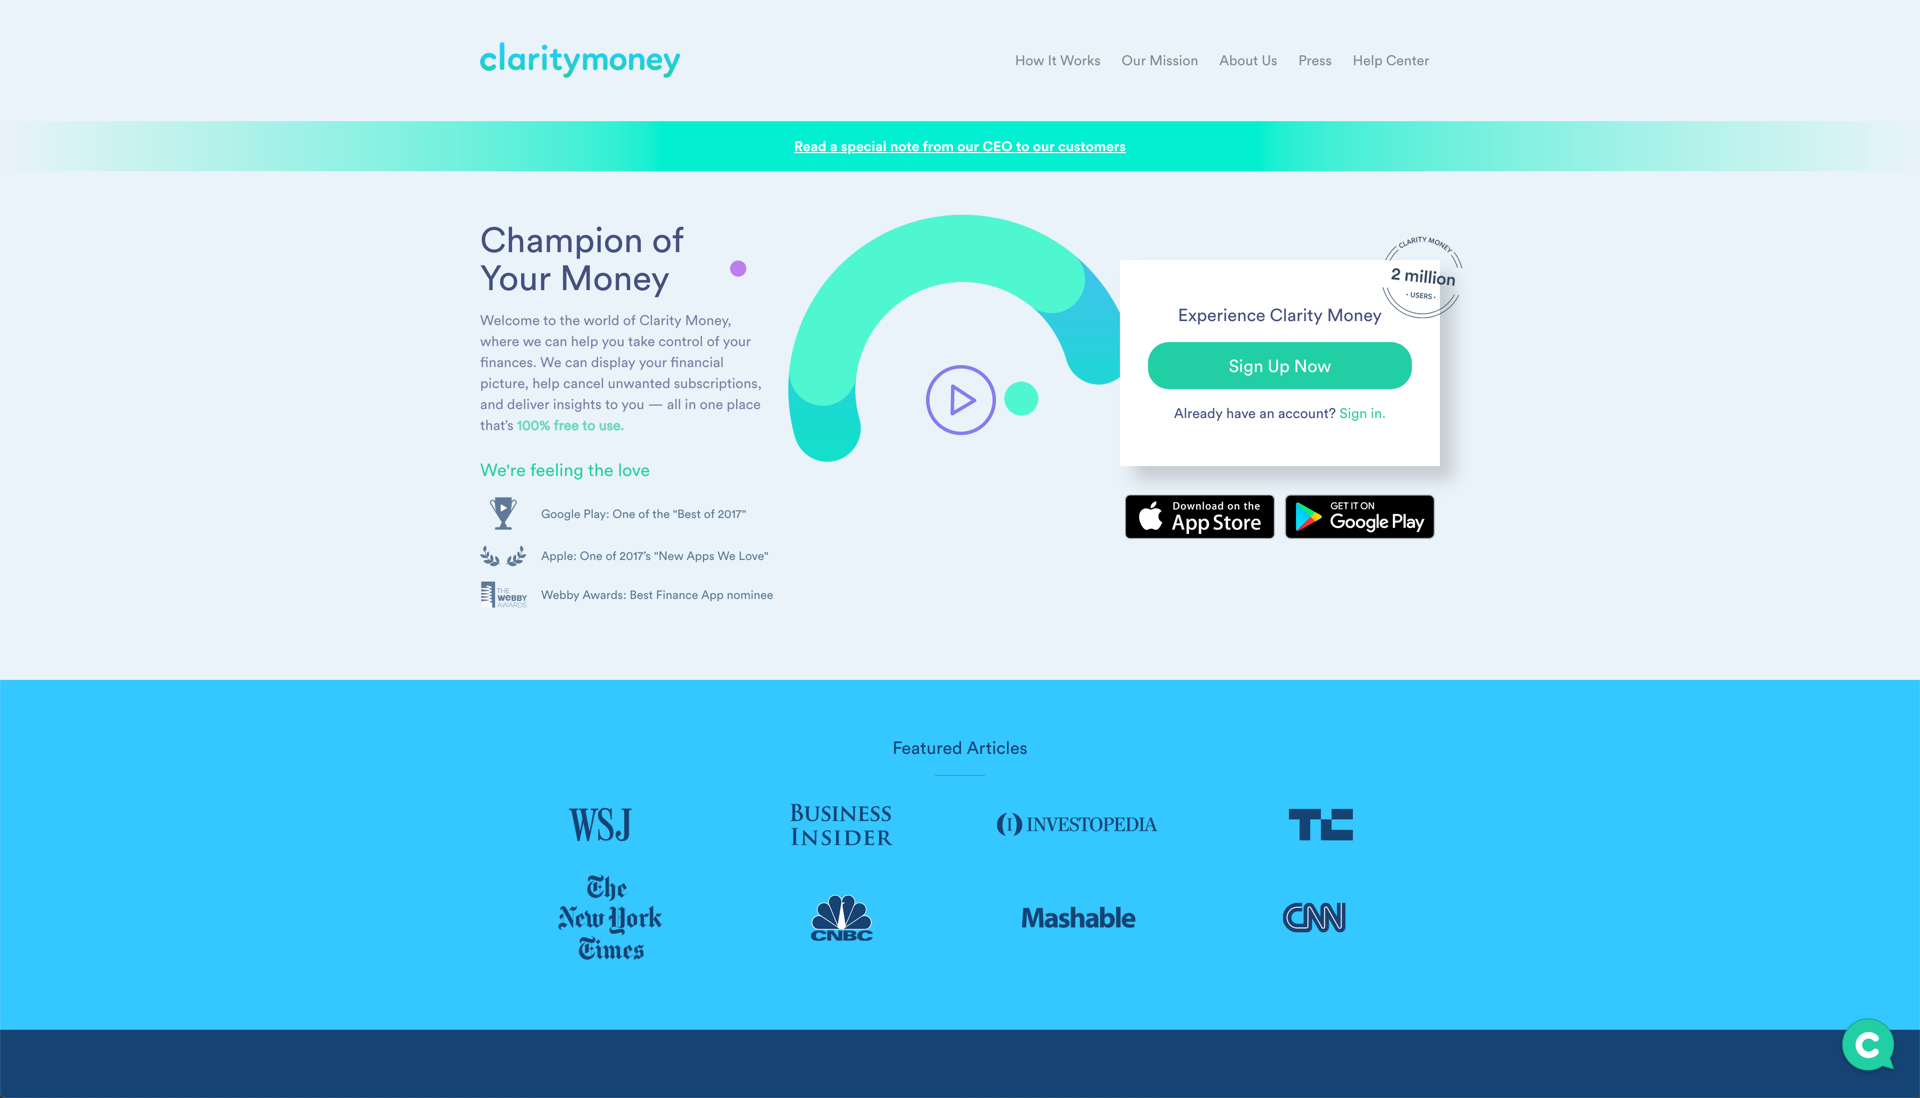 claritymoney
How It Works
Our Mission
About Us
Press
Help Center
Read a special note from our CEO to our customers
Champion of
Your Money
Welcome to the world of Clarity Money,
where we can help you take control of your
finances. We can display your financial
picture, help cancel unwanted subscriptions,
and deliver insights to you — all in one place
that's 100% free to use.
We're feeling the love
Google Play: One of the "Best of 2017"
Apple: One of 2017's "New Apps We Love"
THE
WEBBY
AWARDS
Webby Awards: Best Finance App nominee
CLARITY MONEY
2 million
• USERS •
Experience Clarity Money
Sign Up Now
Already have an account? Sign in.
Download on the
App Store
GET IT ON
Google Play
Featured Articles
WSJ
BUSINESS
INSIDER
(I) INVESTOPEDIA
TC
The
New York
Times
CNBC
Mashable
CNN
C